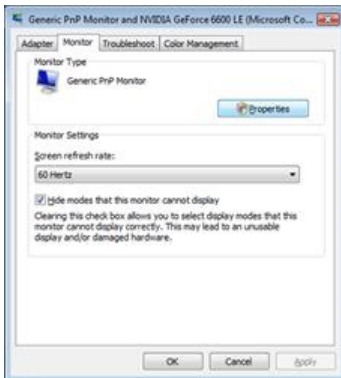 Generic PnP Monitor and NVIDIA GeForce 6600 LE (Microsoft Co...
Adapter Monitor Troubleshoot Color Management
Monitor Type
Generic PnP Monitor
Properties
Monitor Settings
Screen refresh rate:
60 Hertz
Hide modes that this monitor cannot display
Clearing this check box allows you to select display modes that this
monitor cannot display correctly. This may lead to an unusable
display and/or damaged hardware.
OK Cancel Apply